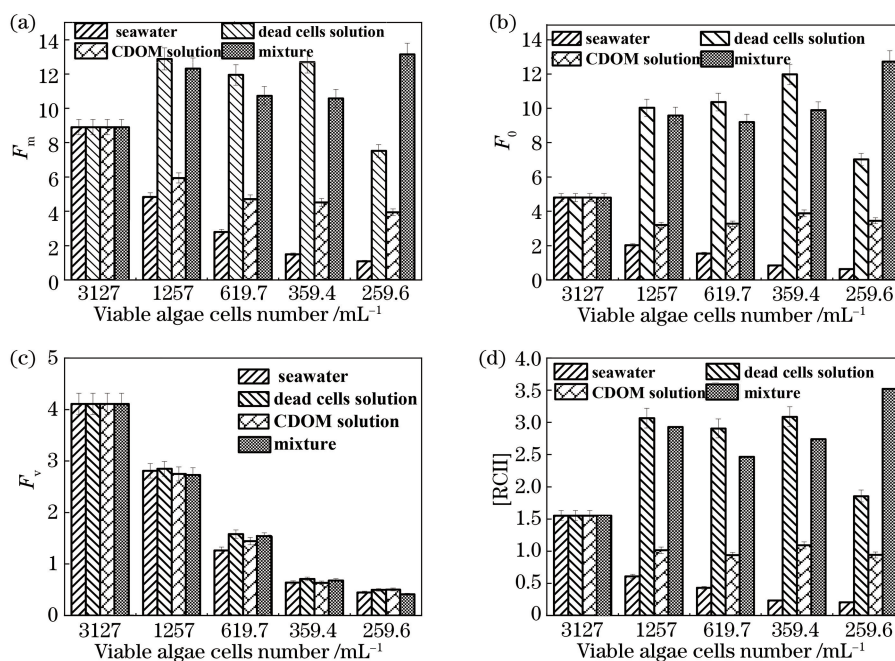 (a)
seawater
dead cells solution
CDOM solution
mixture
14
12
10
8
6
4
2
0
F_m
3127 1257 619.7 359.4 259.6
Viable algae cells number /mL⁻¹
(b)
seawater
dead cells solution
CDOM solution
mixture
14
12
10
8
6
4
2
0
F_0
3127 1257 619.7 359.4 259.6
Viable algae cells number /mL⁻¹
(c)
seawater
dead cells solution
CDOM solution
mixture
5
4
3
2
1
0
F_v
3127 1257 619.7 359.4 259.6
Viable algae cells number /mL⁻¹
(d)
seawater
dead cells solution
CDOM solution
mixture
4.0
3.5
3.0
2.5
2.0
1.5
1.0
0.5
0
[RCII]
3127 1257 619.7 359.4 259.6
Viable algae cells number /mL⁻¹